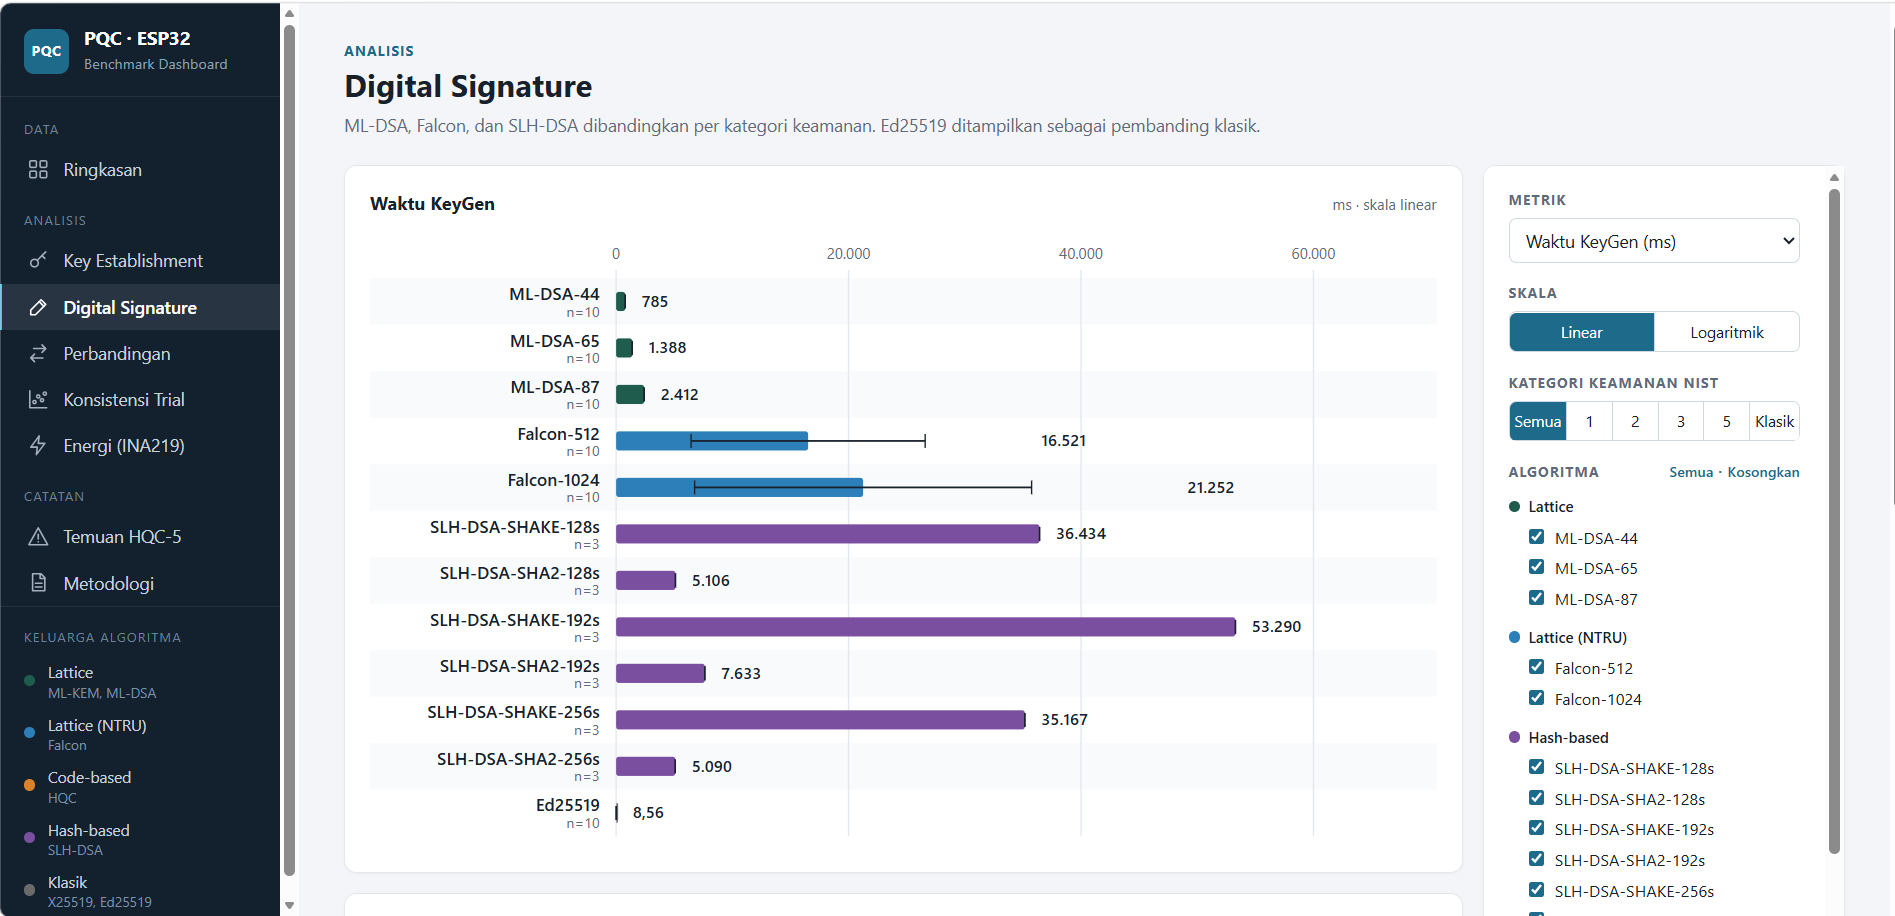 PQC
PQC · ESP32
Benchmark Dashboard
DATA
Ringkasan
ANALISIS
Key Establishment
Digital Signature
Perbandingan
Konsistensi Trial
Energi (INA219)
CATATAN
Temuan HQC-5
Metodologi
KELUARGA ALGORITMA
Lattice
ML-KEM, ML-DSA
Lattice (NTRU)
Falcon
Code-based
HQC
Hash-based
SLH-DSA
Klasik
X25519, Ed25519
ANALISIS
Digital Signature
ML-DSA, Falcon, dan SLH-DSA dibandingkan per kategori keamanan. Ed25519 ditampilkan sebagai pembanding klasik.
Waktu KeyGen
ms · skala linear
0 20.000 40.000 60.000
ML-DSA-44 785
n=10
ML-DSA-65 1.388
n=10
ML-DSA-87 2.412
n=10
Falcon-512 16.521
n=10
Falcon-1024 21.252
n=10
SLH-DSA-SHAKE-128s 36.434
n=3
SLH-DSA-SHA2-128s 5.106
n=3
SLH-DSA-SHAKE-192s 53.290
n=3
SLH-DSA-SHA2-192s 7.633
n=3
SLH-DSA-SHAKE-256s 35.167
n=3
SLH-DSA-SHA2-256s 5.090
n=3
Ed25519 8,56
n=10
METRIK
Waktu KeyGen (ms)
SKALA
Linear Logaritmik
KATEGORI KEAMANAN NIST
Semua 1 2 3 5 Klasik
ALGORITMA Semua · Kosongkan
Lattice
ML-DSA-44
ML-DSA-65
ML-DSA-87
Lattice (NTRU)
Falcon-512
Falcon-1024
Hash-based
SLH-DSA-SHAKE-128s
SLH-DSA-SHA2-128s
SLH-DSA-SHAKE-192s
SLH-DSA-SHA2-192s
SLH-DSA-SHAKE-256s